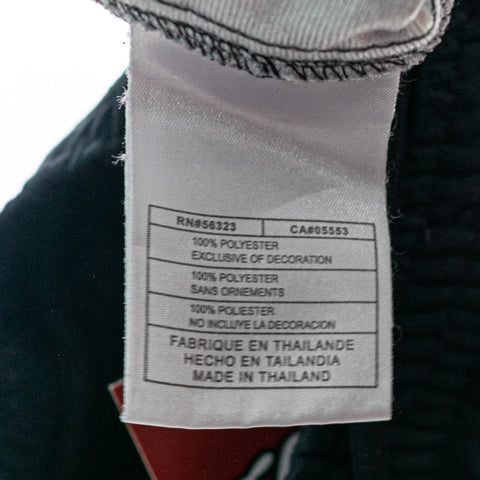 RN#56323 CA#05553
100% POLYESTER
EXCLUSIVE OF DECORATION
100% POLYESTER
SANS ORNEMENTS
100% POLIESTER
NO INCLUYE LA DECORACION
FABRIQUE EN THAILANDE
HECHO EN TAILANDIA
MADE IN THAILAND